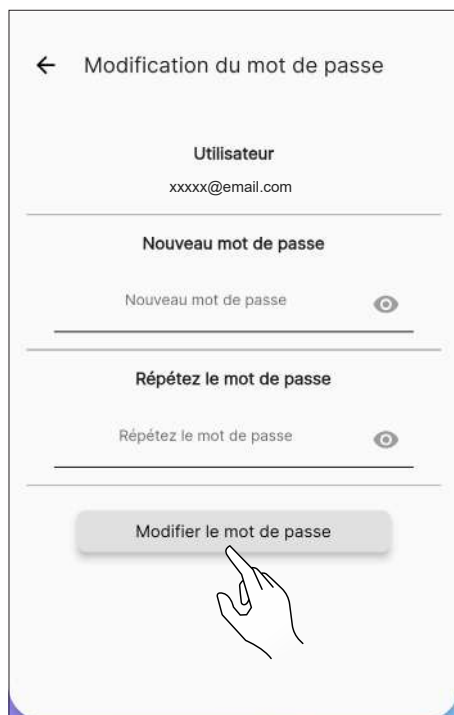 Modification du mot de passe
Utilisateur
xxxxx@email.com
Nouveau mot de passe
Nouveau mot de passe
Répétez le mot de passe
Répétez le mot de passe
Modifier le mot de passe